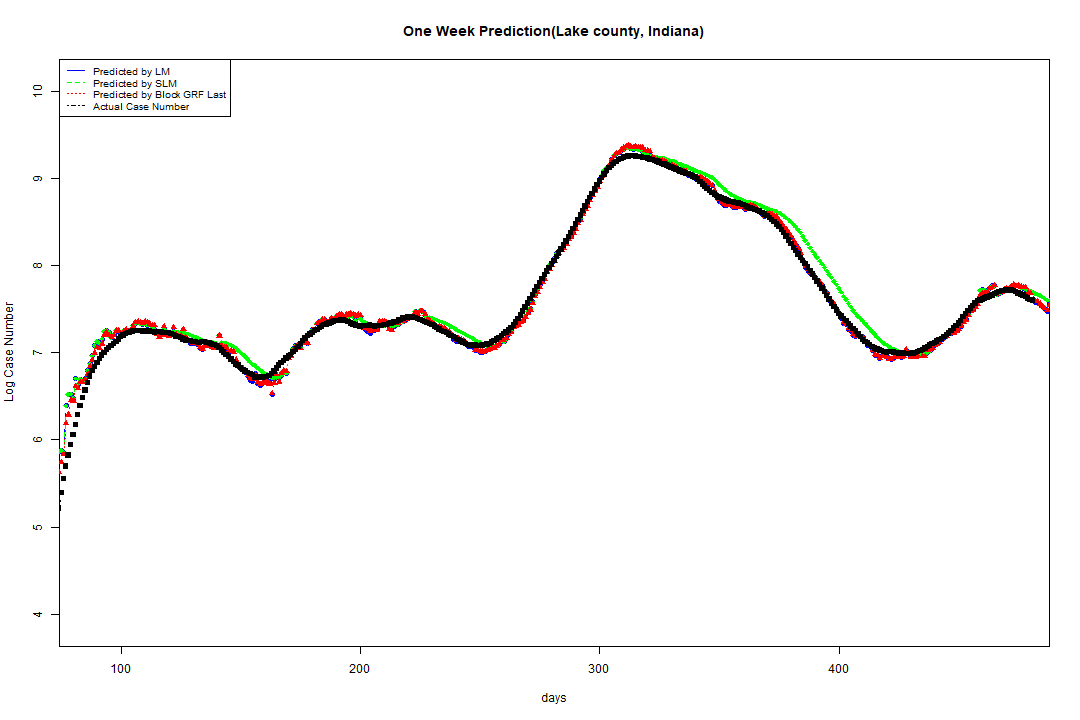 One Week Prediction(Lake county, Indiana)
Predicted by LM
Predicted by SLM
Predicted by Block GRF Last
Actual Case Number
10
9
8
7
6
5
4
Log Case Number
100 200 300 400
days